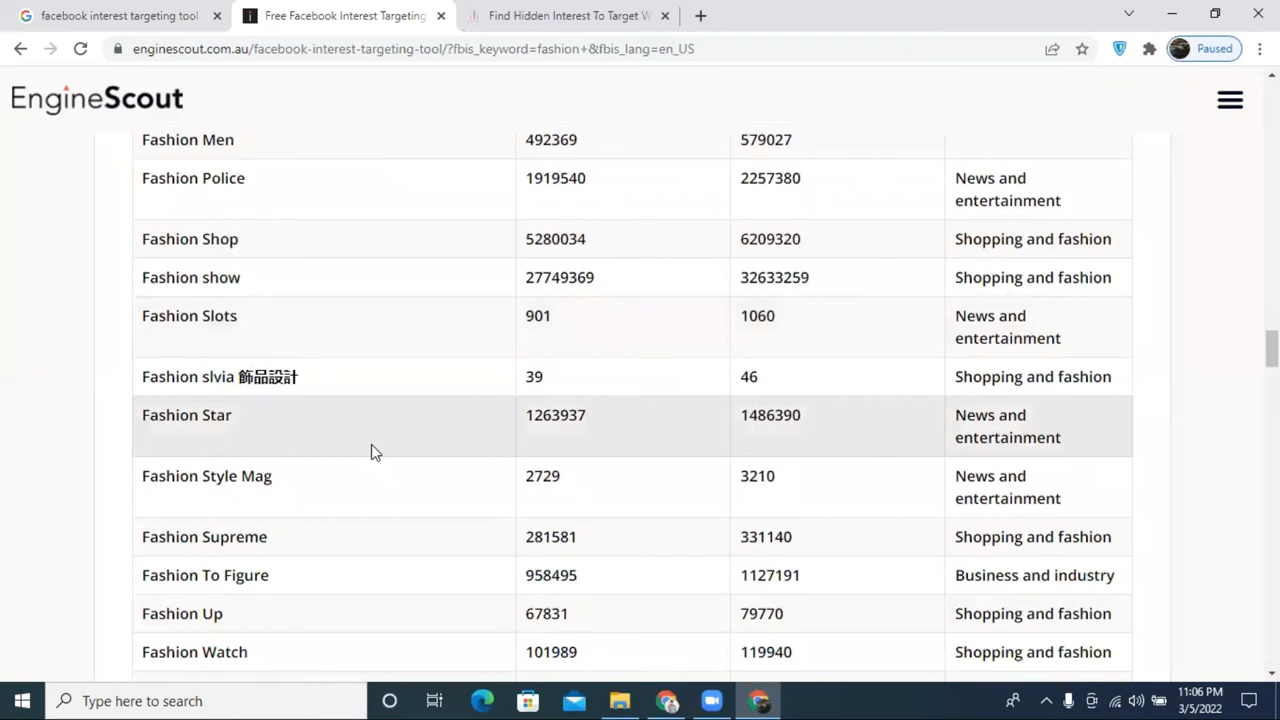 facebook interest targeting tool
Free Facebook Interest Targeting
Find Hidden Interest To Target W
enginescout.com.au/facebook-interest-targeting-tool/?fbis_keyword=fashion+&fbis_lang=en_US
Paused
EngineScout
Fashion Men 492369 579027
Fashion Police 1919540 2257380 News and
entertainment
Fashion Shop 5280034 6209320 Shopping and fashion
Fashion show 27749369 32633259 Shopping and fashion
Fashion Slots 901 1060 News and
entertainment
Fashion slvia 飾品設計 39 46 Shopping and fashion
Fashion Star 1263937 1486390 News and
entertainment
Fashion Style Mag 2729 3210 News and
entertainment
Fashion Supreme 281581 331140 Shopping and fashion
Fashion To Figure 958495 1127191 Business and industry
Fashion Up 67831 79770 Shopping and fashion
Fashion Watch 101989 119940 Shopping and fashion
Type here to search
11:06 PM
3/5/2022